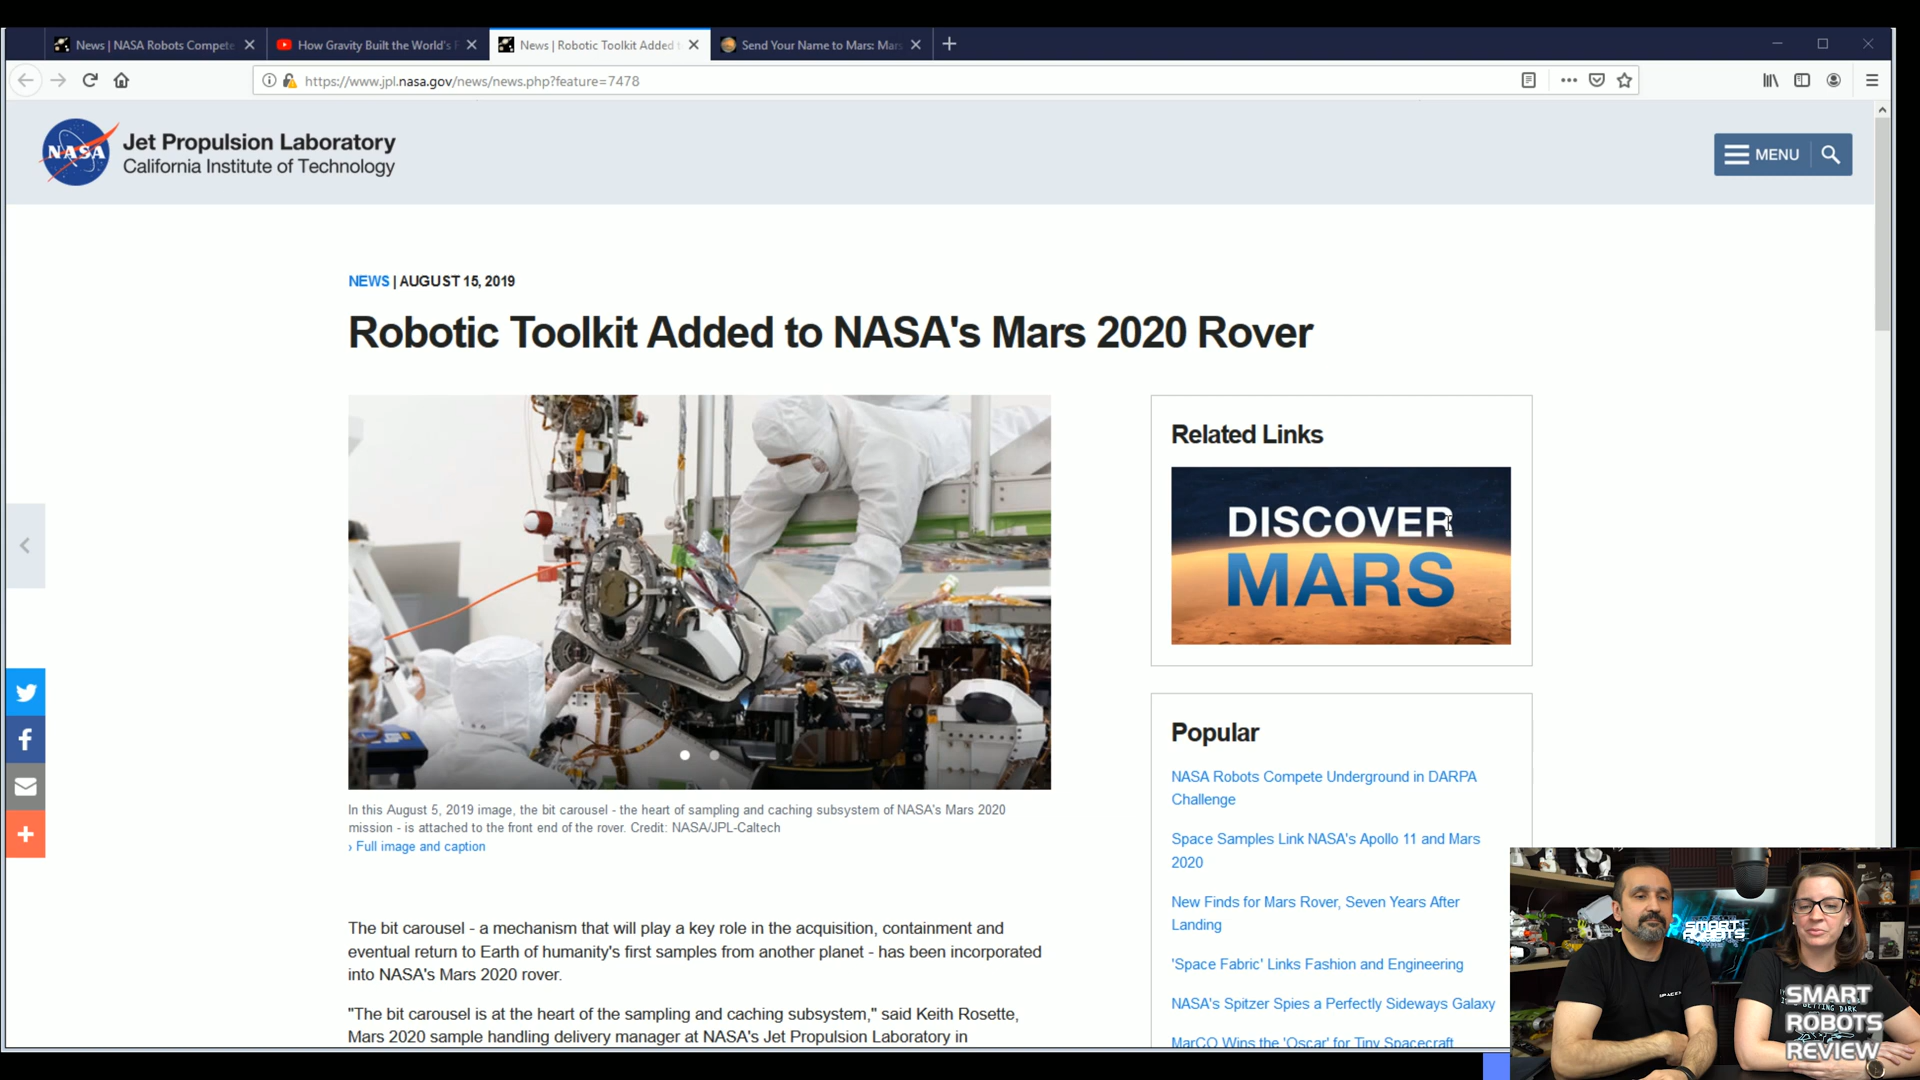 News | NASA Robots Compete
How Gravity Built the World's F
News | Robotic Toolkit Added
Send Your Name to Mars: Mars
https://www.jpl.nasa.gov/news/news.php?feature=7478
NASA
Jet Propulsion Laboratory
California Institute of Technology
MENU
NEWS | AUGUST 15, 2019
Robotic Toolkit Added to NASA's Mars 2020 Rover
In this August 5, 2019 image, the bit carousel - the heart of sampling and caching subsystem of NASA's Mars 2020
mission - is attached to the front end of the rover. Credit: NASA/JPL-Caltech
› Full image and caption
The bit carousel - a mechanism that will play a key role in the acquisition, containment and
eventual return to Earth of humanity's first samples from another planet - has been incorporated
into NASA's Mars 2020 rover.
"The bit carousel is at the heart of the sampling and caching subsystem," said Keith Rosette,
Mars 2020 sample handling delivery manager at NASA's Jet Propulsion Laboratory in
Related Links
DISCOVER
MARS
Popular
NASA Robots Compete Underground in DARPA
Challenge
Space Samples Link NASA's Apollo 11 and Mars
2020
New Finds for Mars Rover, Seven Years After
Landing
'Space Fabric' Links Fashion and Engineering
NASA's Spitzer Spies a Perfectly Sideways Galaxy
MarCO Wins the 'Oscar' for Tiny Spacecraft
SMART
ROBOTS
SPACEX
SMART
ROBOTS
REVIEW